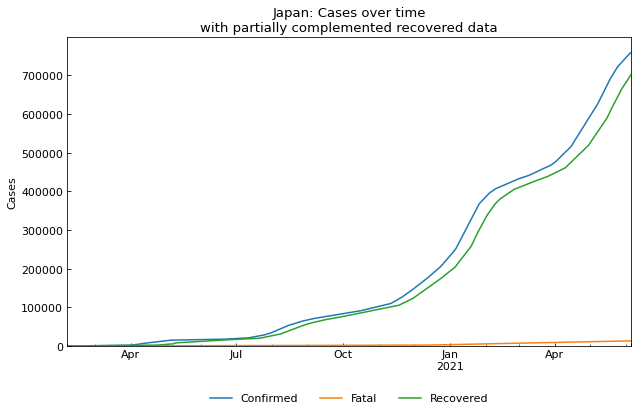 Japan: Cases over time
with partially complemented recovered data
Cases
700000
600000
500000
400000
300000
200000
100000
0
Apr
Jul
Oct
Jan
2021
Apr
Confirmed
Fatal
Recovered